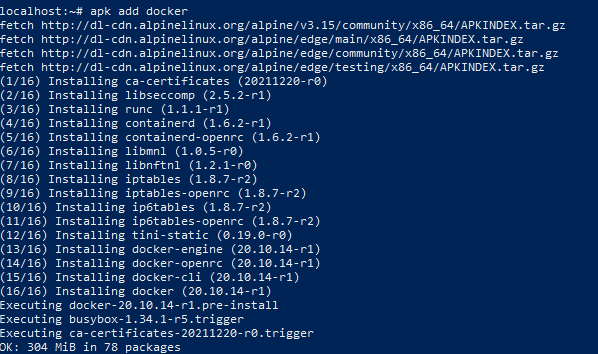 localhost:~# apk add docker
fetch http://dl-cdn.alpinelinux.org/alpine/v3.15/community/x86_64/APKINDEX.tar.gz
fetch http://dl-cdn.alpinelinux.org/alpine/edge/main/x86_64/APKINDEX.tar.gz
fetch http://dl-cdn.alpinelinux.org/alpine/edge/community/x86_64/APKINDEX.tar.gz
fetch http://dl-cdn.alpinelinux.org/alpine/edge/testing/x86_64/APKINDEX.tar.gz
(1/16) Installing ca-certificates (20211220-r0)
(2/16) Installing libseccomp (2.5.2-r1)
(3/16) Installing runc (1.1.1-r1)
(4/16) Installing containerd (1.6.2-r1)
(5/16) Installing containerd-openrc (1.6.2-r1)
(6/16) Installing libmnl (1.0.5-r0)
(7/16) Installing libnftnl (1.2.1-r0)
(8/16) Installing iptables (1.8.7-r2)
(9/16) Installing iptables-openrc (1.8.7-r2)
(10/16) Installing ip6tables (1.8.7-r2)
(11/16) Installing ip6tables-openrc (1.8.7-r2)
(12/16) Installing tini-static (0.19.0-r0)
(13/16) Installing docker-engine (20.10.14-r1)
(14/16) Installing docker-openrc (20.10.14-r1)
(15/16) Installing docker-cli (20.10.14-r1)
(16/16) Installing docker (20.10.14-r1)
Executing docker-20.10.14-r1.pre-install
Executing busybox-1.34.1-r5.trigger
Executing ca-certificates-20211220-r0.trigger
OK: 304 MiB in 78 packages